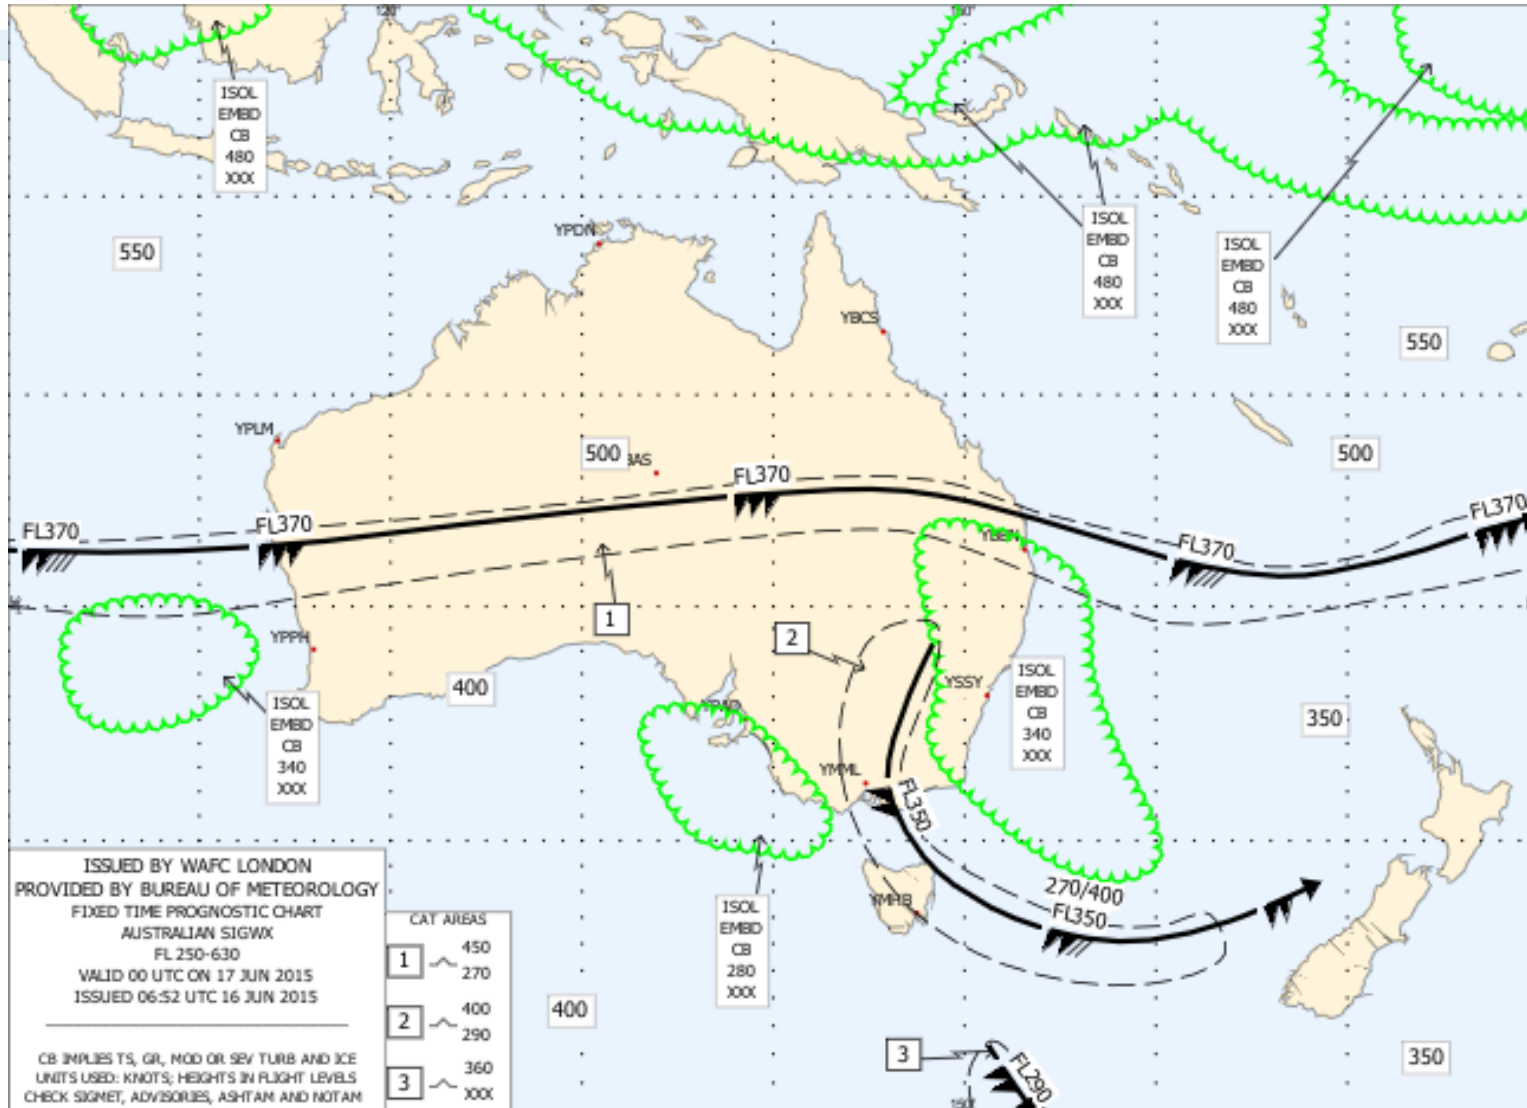 120°
150°
ISOL
EMBD
CB
480
XXX
YPDN
ISOL
EMBD
CB
480
XXX
ISOL
EMBD
CB
480
XXX
550
YBCS
550
YPLM
500
BAS
500
FL370
FL370
FL370
FL370
FL370
YBBN
1
2
YPPH
ISOL
EMBD
CB
340
XXX
400
YPAD
YSSY
ISOL
EMBD
CB
340
XXX
350
YMML
FL350
270/400
FL350
YMHB
ISOL
EMBD
CB
280
XXX
400
3
FL290
150°
350
ISSUED BY WAFC LONDON
PROVIDED BY BUREAU OF METEOROLOGY
FIXED TIME PROGNOSTIC CHART
AUSTRALIAN SIGWX
FL 250-630
VALID 00 UTC ON 17 JUN 2015
ISSUED 06:52 UTC 16 JUN 2015
CB IMPLIES TS, GR, MOD OR SEV TURB AND ICE
UNITS USED: KNOTS; HEIGHTS IN FLIGHT LEVELS
CHECK SIGMET, ADVISORIES, ASHTAM AND NOTAM
CAT AREAS
1 450
270
2 400
290
3 360
XXX